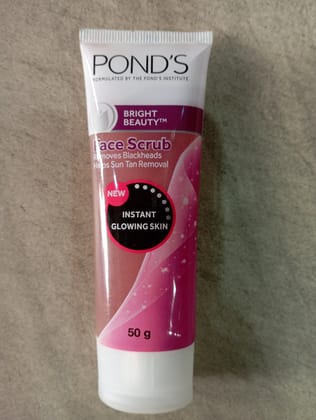 POND'S
FORMULATED BY THE POND'S INSTITUTE
BRIGHT
BEAUTY™
Face Scrub
Removes Blackheads
Helps Sun Tan Removal
NEW
INSTANT
GLOWING SKIN
50 g